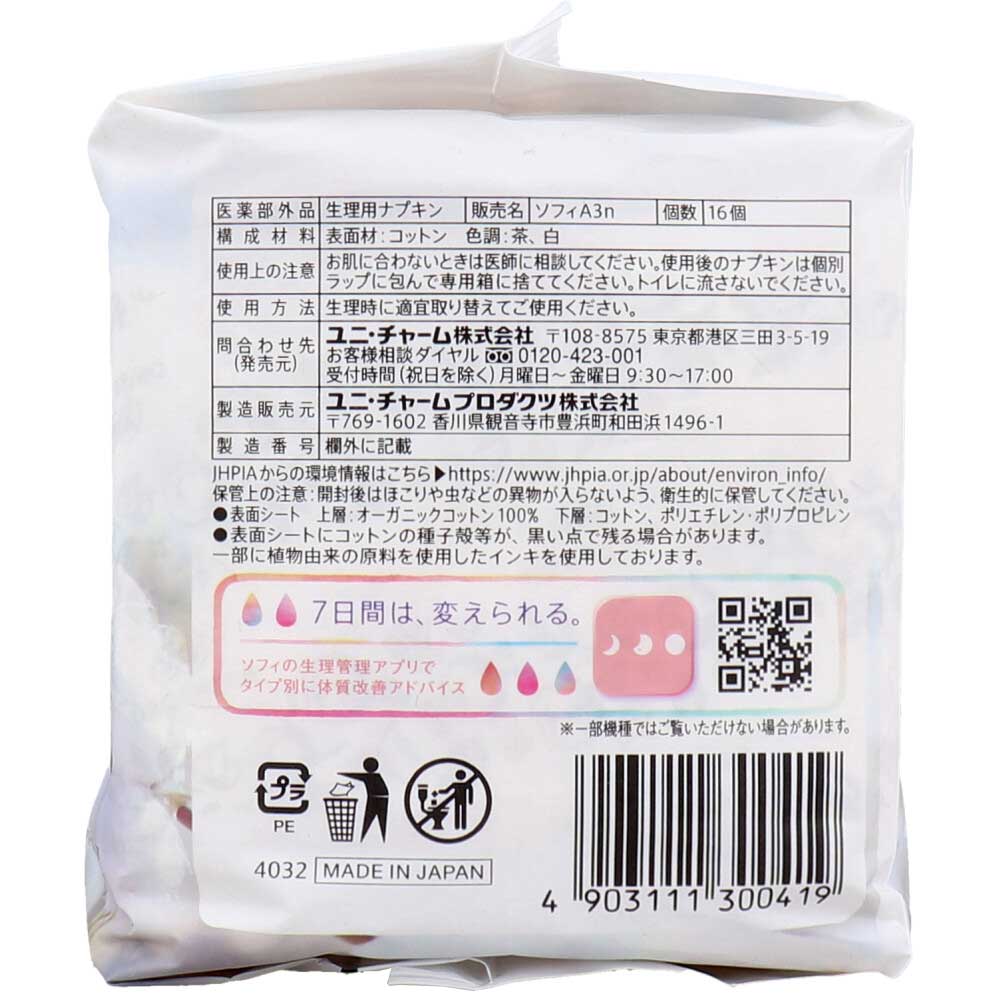 医薬部外品 生理用ナプキン 販売名 ソフィA3n 個数 16個
構成材料 表面材:コットン 色調:茶、白
使用上の注意 お肌に合わないときは医師に相談してください。使用後のナプキンは個別
ラップに包んで専用箱に捨ててください。トイレに流さないでください。
使用方法 生理時に適宜取り替えてご使用ください。
問合わせ先
(発売元)
ユニ・チャーム株式会社 〒108-8575 東京都港区三田3-5-19
お客様相談ダイヤル 0120-423-001
受付時間(祝日を除く)月曜日~金曜日 9:30~17:00
製造販売元 ユニ・チャームプロダクツ株式会社
〒769-1602 香川県観音寺市豊浜町和田浜1496-1
製造番号 欄外に記載
JHPIAからの環境情報はこちら▶https://www.jhpia.or.jp/about/environ_info/
保管上の注意:開封後はほこりや虫などの異物が入らないよう、衛生的に保管してください。
●表面シート 上層:オーガニックコットン100% 下層:コットン、ポリエチレン・ポリプロピレン
●表面シートにコットンの種子殻等が、黒い点で残る場合があります。
一部に植物由来の原料を使用したインキを使用しております。
7日間は、変えられる。
ソフィの生理管理アプリで
タイプ別に体質改善アドバイス
※一部機種ではご覧いただけない場合があります。
プラ
PE
4032 MADE IN JAPAN
4 903111 300419